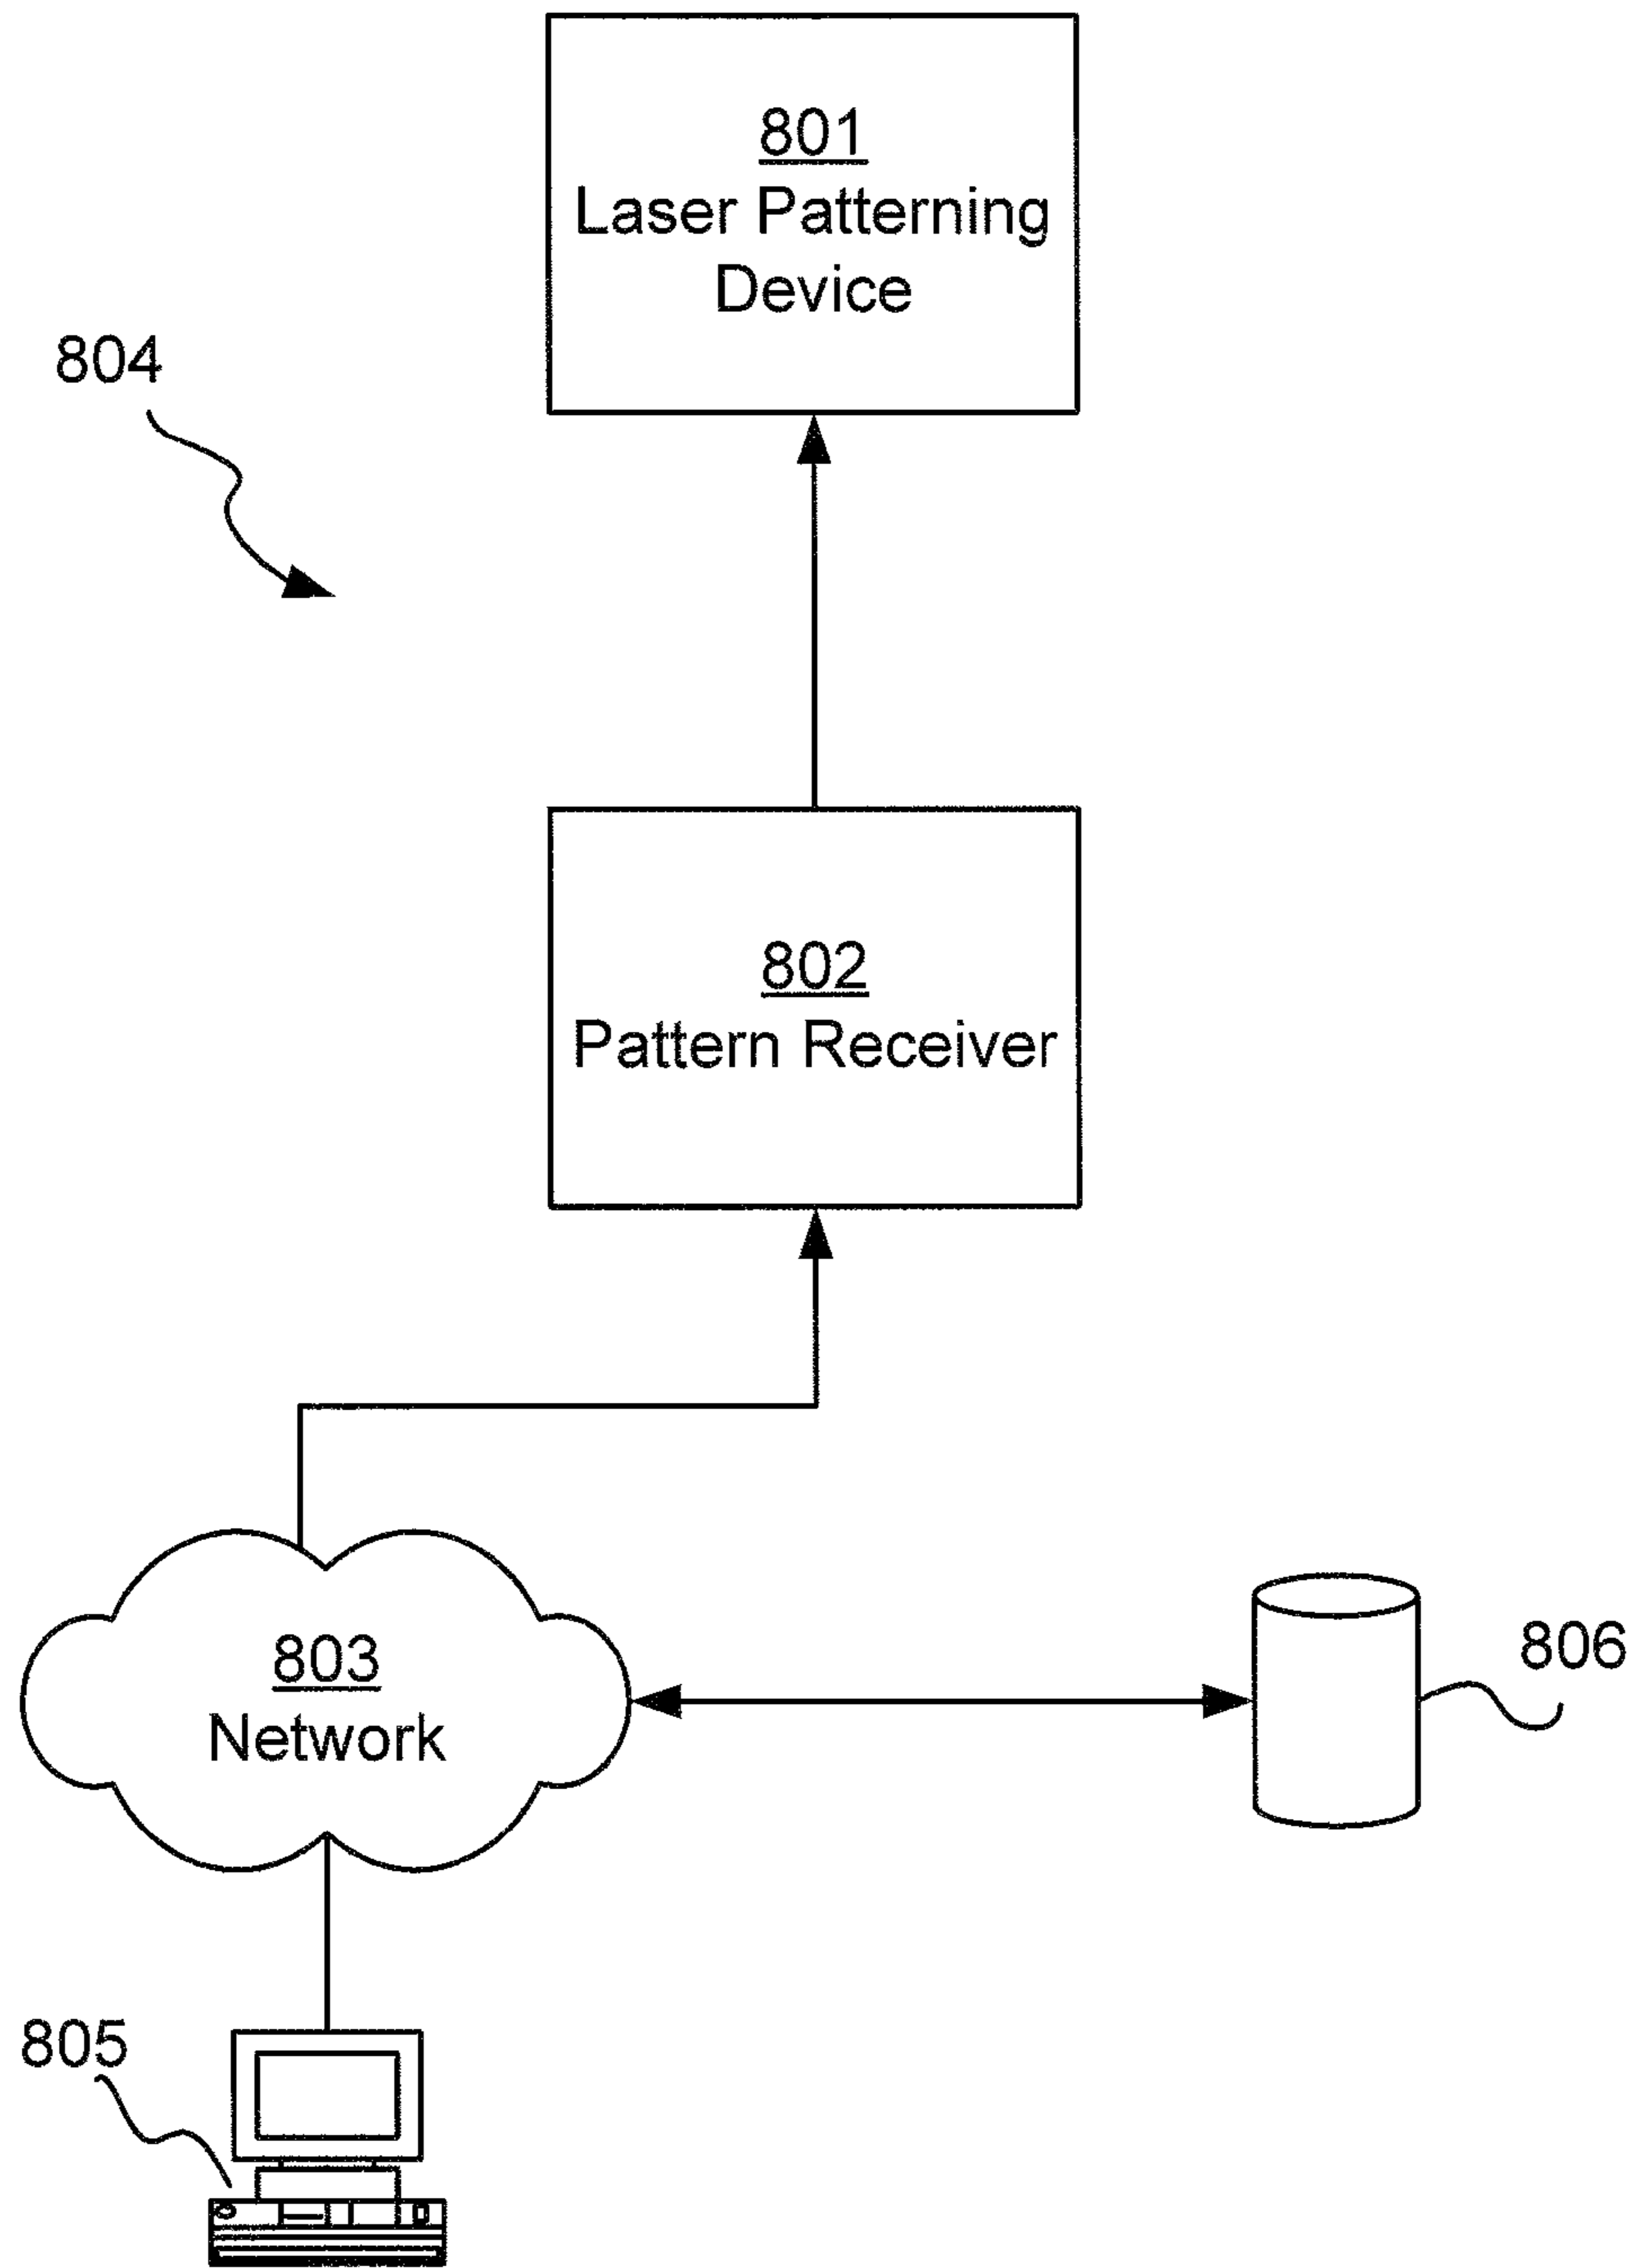 801
Laser Patterning
Device
804
802
Pattern Receiver
803
Network
806
805